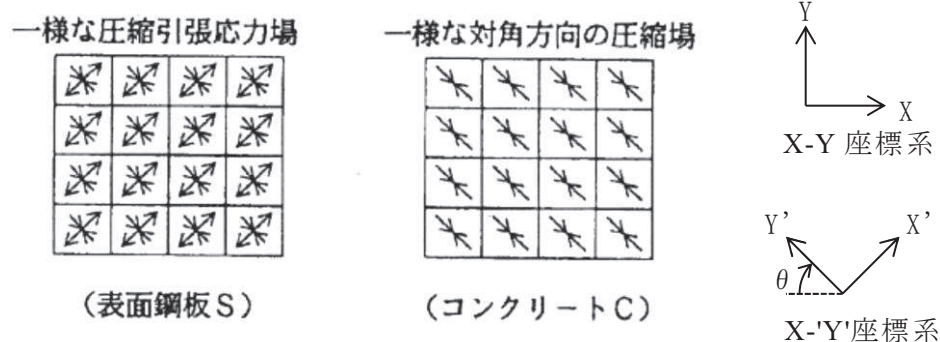 一様な圧縮引張応力場
(表面鋼板S)
一様な対角方向の圧縮場
(コンクリートC)
Y
X
X-Y 座標系
Y'
X'
θ
X-'Y'座標系